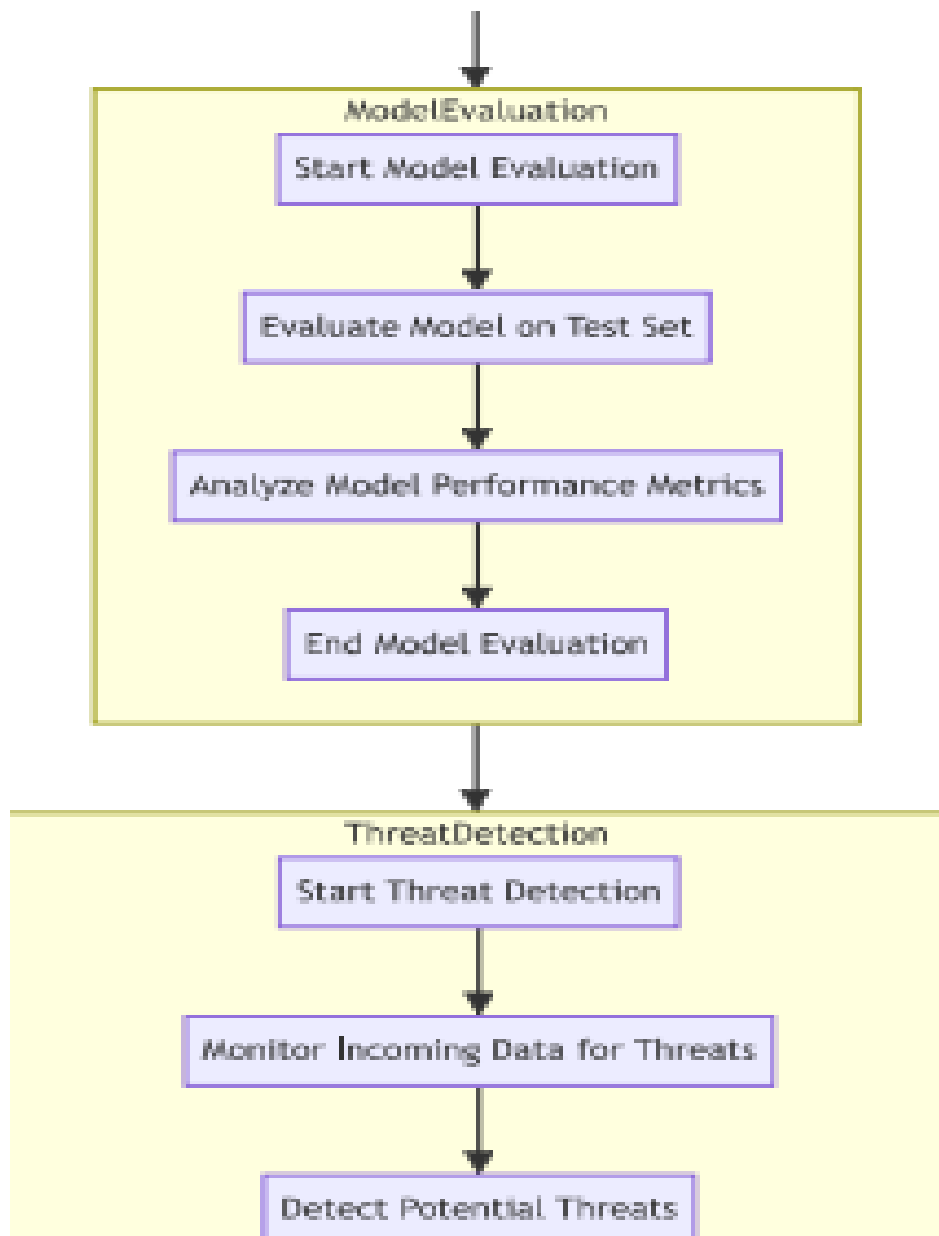 ModelEvaluation
Start Model Evaluation
Evaluate Model on Test Set
Analyze Model Performance Metrics
End Model Evaluation
ThreatDetection
Start Threat Detection
Monitor Incoming Data for Threats
Detect Potential Threats